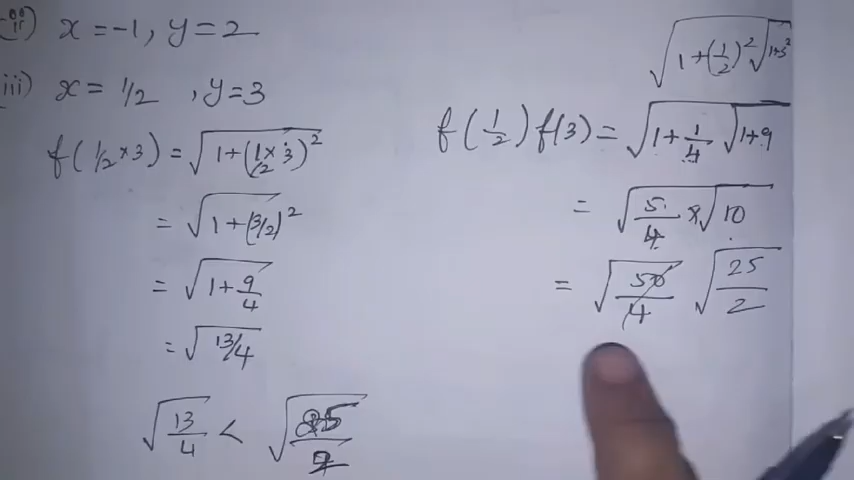 ii) x = -1, y = 2
iii) x = 1/2 , y = 3
f(1/2 × 3) = √(1 + (1/2 × 3)²)
= √(1 + (3/2)²)
= √(1 + 9/4)
= √(13/4)
√(13/4) < √(25/2)
√(1 + (1/2)²) √(1+3²)
f(1/2) f(3) = √(1 + 1/4) √(1+9)
= √(5/4) × √10
= √(50/4) √(25/2)